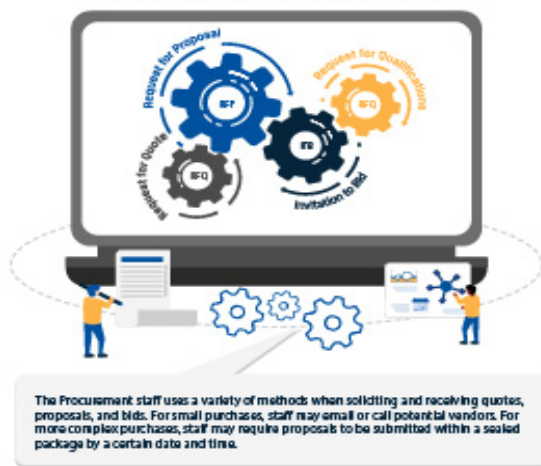 Request for Proposal
RFP
Request for Qualifications
RFQ
Request for Quote
RFQ
Invitation to Bid
ITB
The Procurement staff uses a variety of methods when soliciting and receiving quotes,
proposals, and bids. For small purchases, staff may email or call potential vendors. For
more complex purchases, staff may require proposals to be submitted within a sealed
package by a certain date and time.